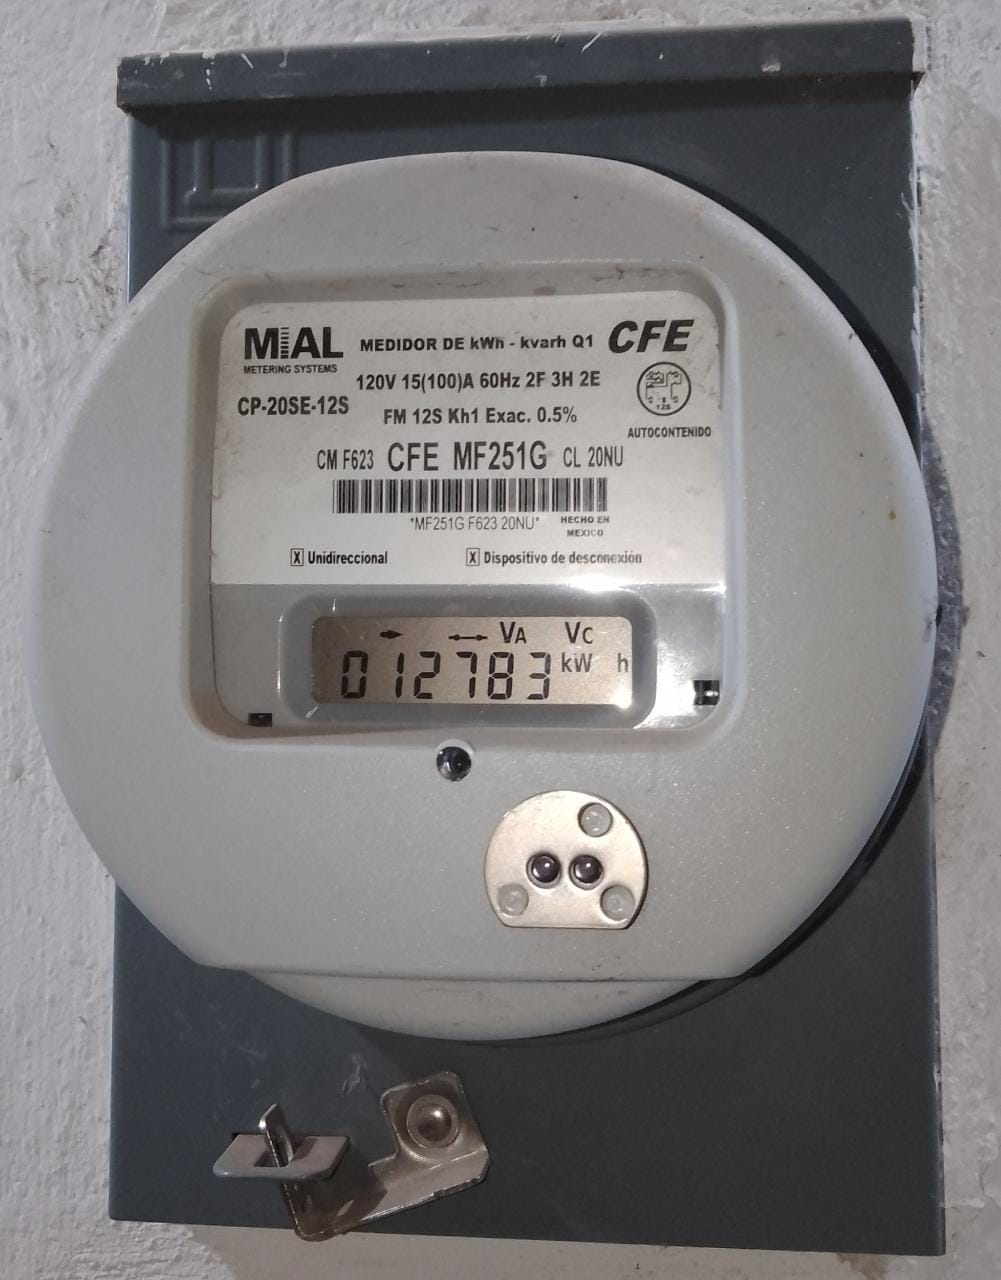 MIAL
METERING SYSTEMS
MEDIDOR DE kWh - kvarh Q1
CFE
120V 15(100)A 60Hz 2F 3H 2E
CP-20SE-12S
FM 12S Kh1 Exac. 0.5%
12S
AUTOCONTENIDO
CM F623 CFE MF251G CL 20NU
*MF251G F623 20NU*
HECHO EN
MEXICO
X Unidireccional
X Dispositivo de desconexión
VA VC
012783 kW h